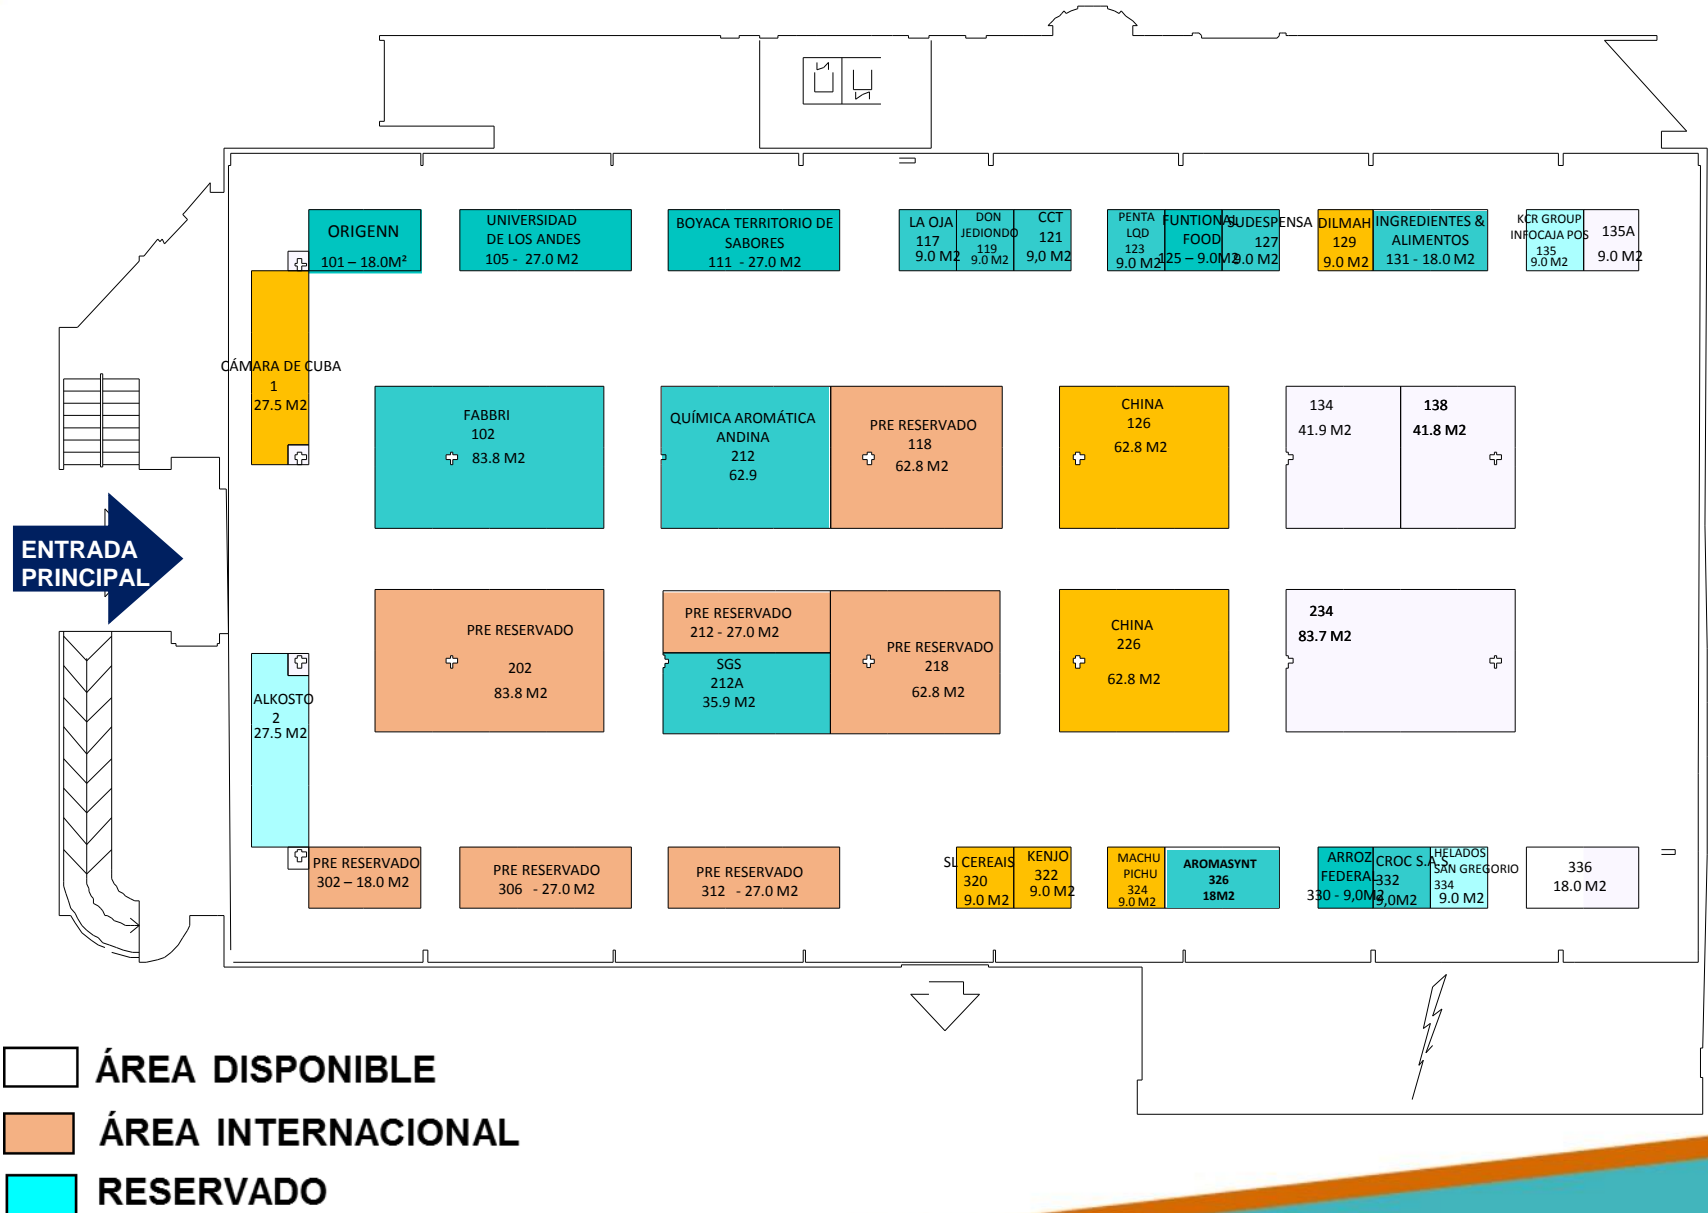 ORIGENN
101 – 18.0M²
UNIVERSIDAD
DE LOS ANDES
105 - 27.0 M2
BOYACA TERRITORIO DE
SABORES
111 - 27.0 M2
LA OJA
117
9.0 M2
DON
JEDIONDO
119
9.0 M2
CCT
121
9,0 M2
PENTA
LQD
123
9.0 M2
FUNTIONAL
FOOD
125 – 9.0M2
SUDESPENSA
127
9.0 M2
DILMAH
129
9.0 M2
INGREDIENTES &
ALIMENTOS
131 - 18.0 M2
KCR GROUP
INFOCAJA POS
135
9.0 M2
135A
9.0 M2
CÁMARA DE CUBA
1
27.5 M2
FABBRI
102
83.8 M2
QUÍMICA AROMÁTICA
ANDINA
212
62.9
PRE RESERVADO
118
62.8 M2
CHINA
126
62.8 M2
134
41.9 M2
138
41.8 M2
ENTRADA
PRINCIPAL
PRE RESERVADO
202
83.8 M2
PRE RESERVADO
212 - 27.0 M2
SGS
212A
35.9 M2
PRE RESERVADO
218
62.8 M2
CHINA
226
62.8 M2
234
83.7 M2
ALKOSTO
2
27.5 M2
PRE RESERVADO
302 – 18.0 M2
PRE RESERVADO
306 - 27.0 M2
PRE RESERVADO
312 - 27.0 M2
SL CEREAIS
320
9.0 M2
KENJO
322
9.0 M2
MACHU
PICHU
324
9.0 M2
AROMASYNT
326
18M2
ARROZ
FEDERAL
330 - 9,0M2
CROC S.A.S
332
9,0M2
HELADOS
SAN GREGORIO
334
9.0 M2
336
18.0 M2
ÁREA DISPONIBLE
ÁREA INTERNACIONAL
RESERVADO